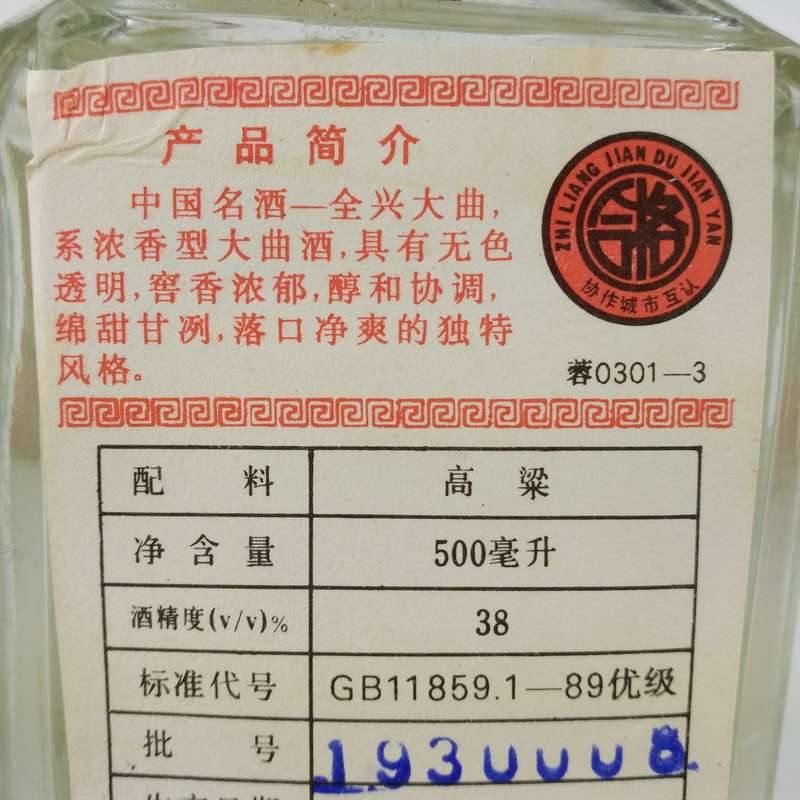 产品简介
中国名酒—全兴大曲,
系浓香型大曲酒,具有无色
透明,窖香浓郁,醇和协调,
绵甜甘冽,落口净爽的独特
风格。
ZHI LIANG JIAN DU JIAN YAN
协作城市互认
蓉0301—3
配料 高粱
净含量 500毫升
酒精度(v/v)% 38
标准代号 GB11859.1—89优级
批号 1930008